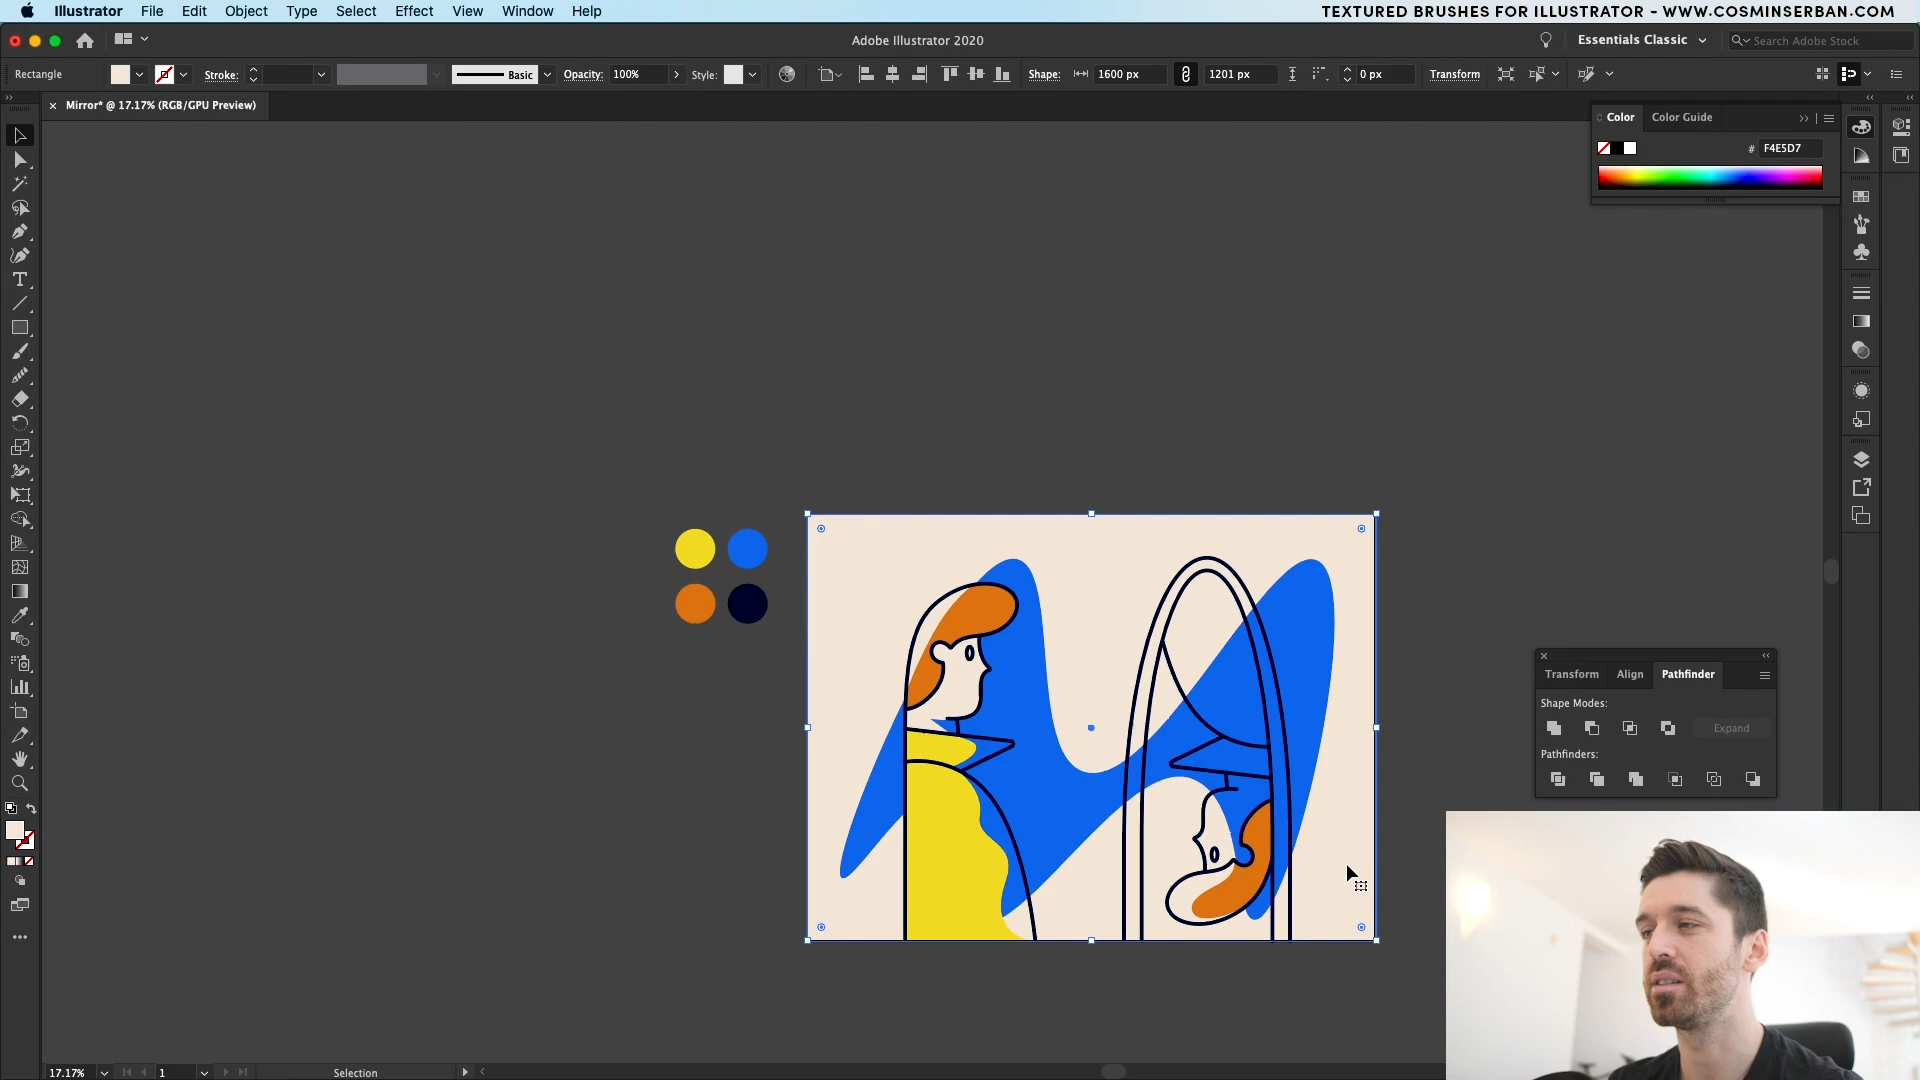 Illustrator File Edit Object Type Select Effect View Window Help
TEXTURED BRUSHES FOR ILLUSTRATOR - WWW.COSMINSERBAN.COM
Adobe Illustrator 2020
Essentials Classic
Search Adobe Stock
Rectangle
Stroke:
Basic
Opacity:
100%
Style:
Shape:
1600 px
1201 px
0 px
Transform
Mirror* @ 17.17% (RGB/GPU Preview)
Color
Color Guide
# F4E5D7
Transform
Align
Pathfinder
Shape Modes:
Expand
Pathfinders:
17.17%
1
Selection